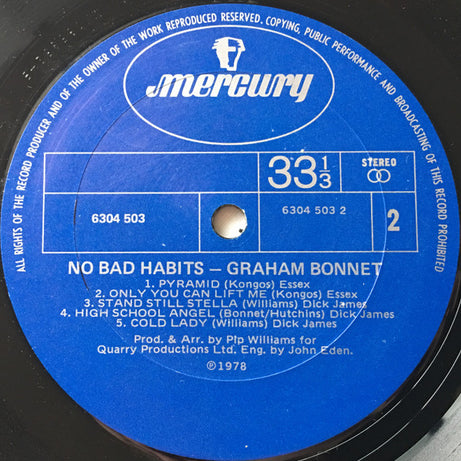 ALL RIGHTS OF THE RECORD PRODUCER AND OF THE OWNER OF THE WORK REPRODUCED RESERVED. COPYING, PUBLIC PERFORMANCE AND BROADCASTING OF THIS RECORD PROHIBITED
mercury
33 1/3
STEREO
6304 503
6304 503 2
2
NO BAD HABITS – GRAHAM BONNET
1. PYRAMID (Kongos) Essex
2. ONLY YOU CAN LIFT ME (Kongos) Essex
3. STAND STILL STELLA (Williams) Dick James
4. HIGH SCHOOL ANGEL (Bonnet/Hutchins) Dick James
5. COLD LADY (Williams) Dick James
Prod. & Arr. by Pip Williams for
Quarry Productions Ltd. Eng. by John Eden.
℗1978